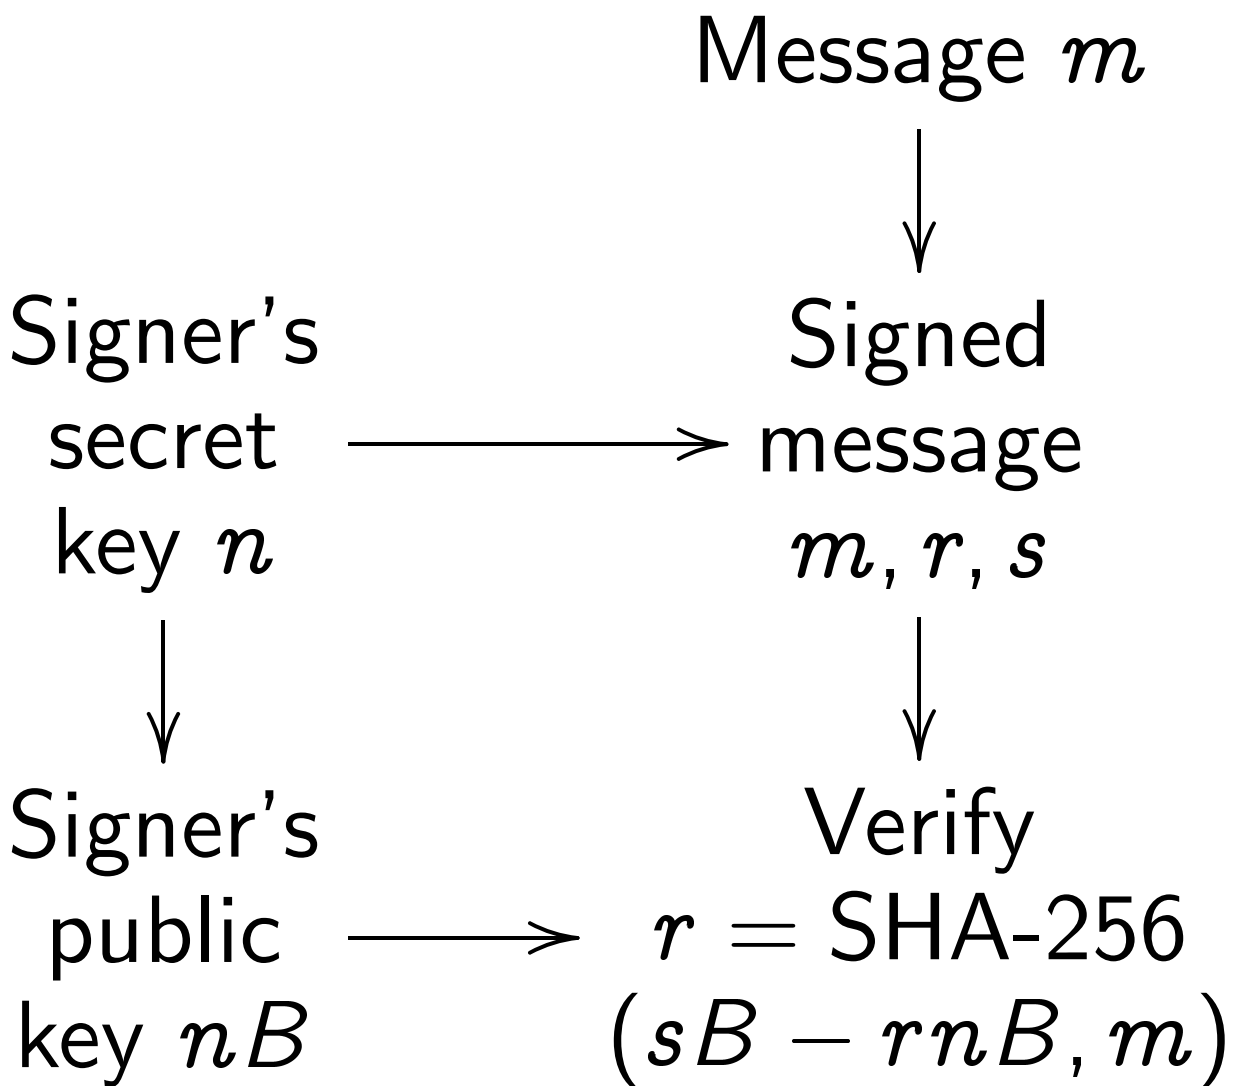 Message m
Signer's
secret
key n
Signed
message
m, r, s
Signer's
public
key nB
Verify
r = SHA-256
(sB − rnB, m)